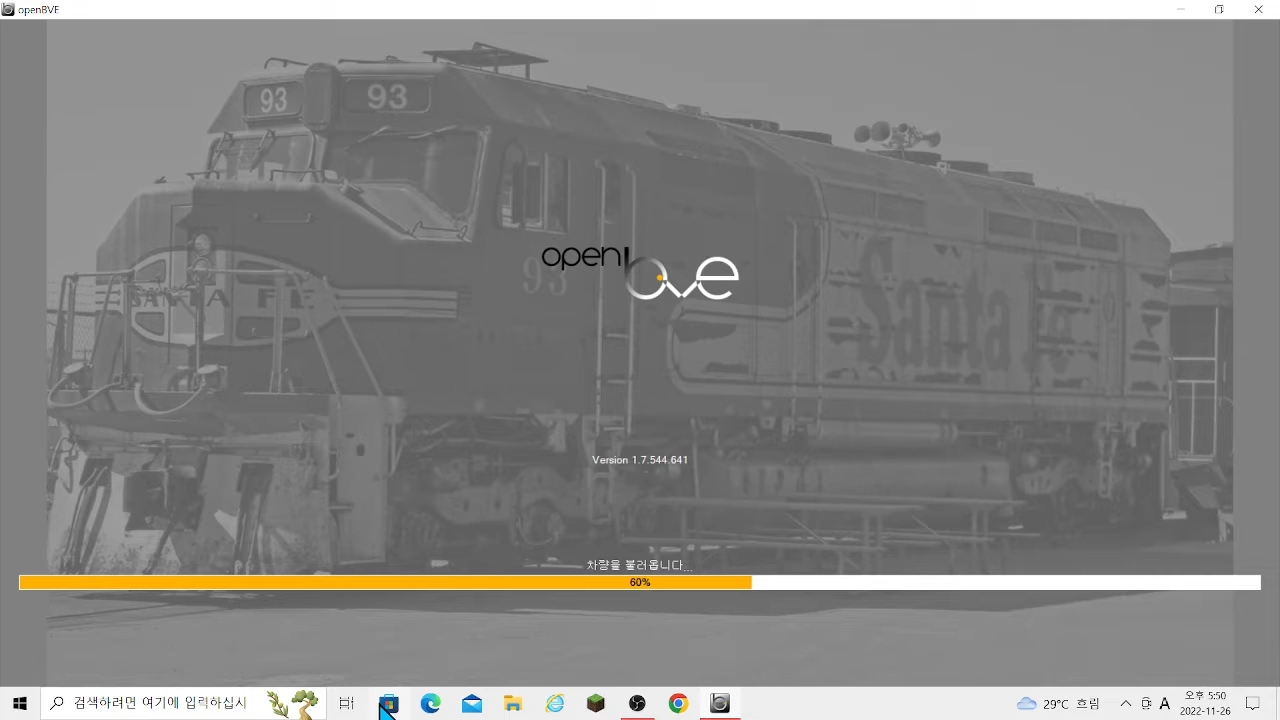 openBVE
93
93
openbve
93
SANTA FE
Santa Fe
Version 1.7.544.641
차량을 불러옵니다...
60%
검색하려면 여기에 입력하십시
29°C 흐림
A
오후 5:50
2022-11-26